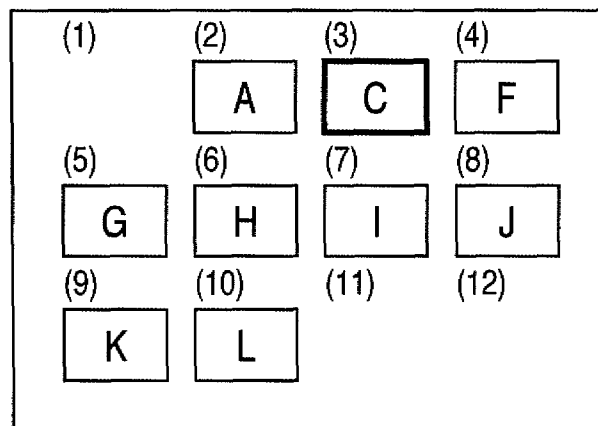 (1) (2) (3) (4)
A C F
(5) (6) (7) (8)
G H I J
(9) (10) (11) (12)
K L